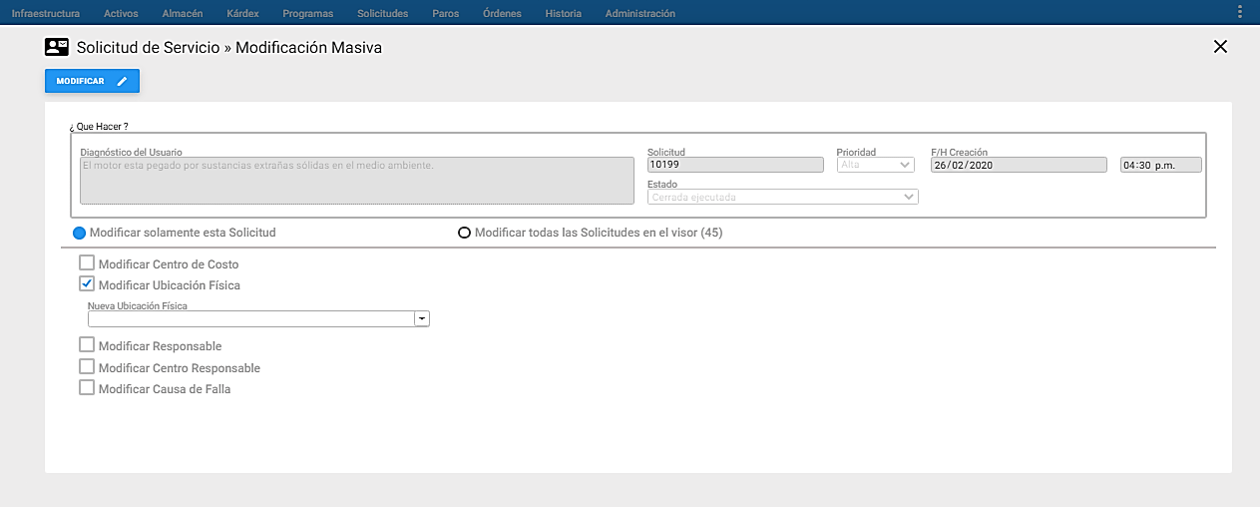 Infraestructura Activos Almacén Kárdex Programas Solicitudes Paros Órdenes Historia Administración
Solicitud de Servicio » Modificación Masiva
MODIFICAR
¿ Que Hacer ?
Diagnóstico del Usuario Solicitud Prioridad F/H Creación
El motor esta pegado por sustancias extrañas sólidas en el medio ambiente. 10199 Alta 26/02/2020 04:30 p.m.
Estado
Cerrada ejecutada
Modificar solamente esta Solicitud Modificar todas las Solicitudes en el visor (45)
Modificar Centro de Costo
Modificar Ubicación Física
Nueva Ubicación Física
Modificar Responsable
Modificar Centro Responsable
Modificar Causa de Falla